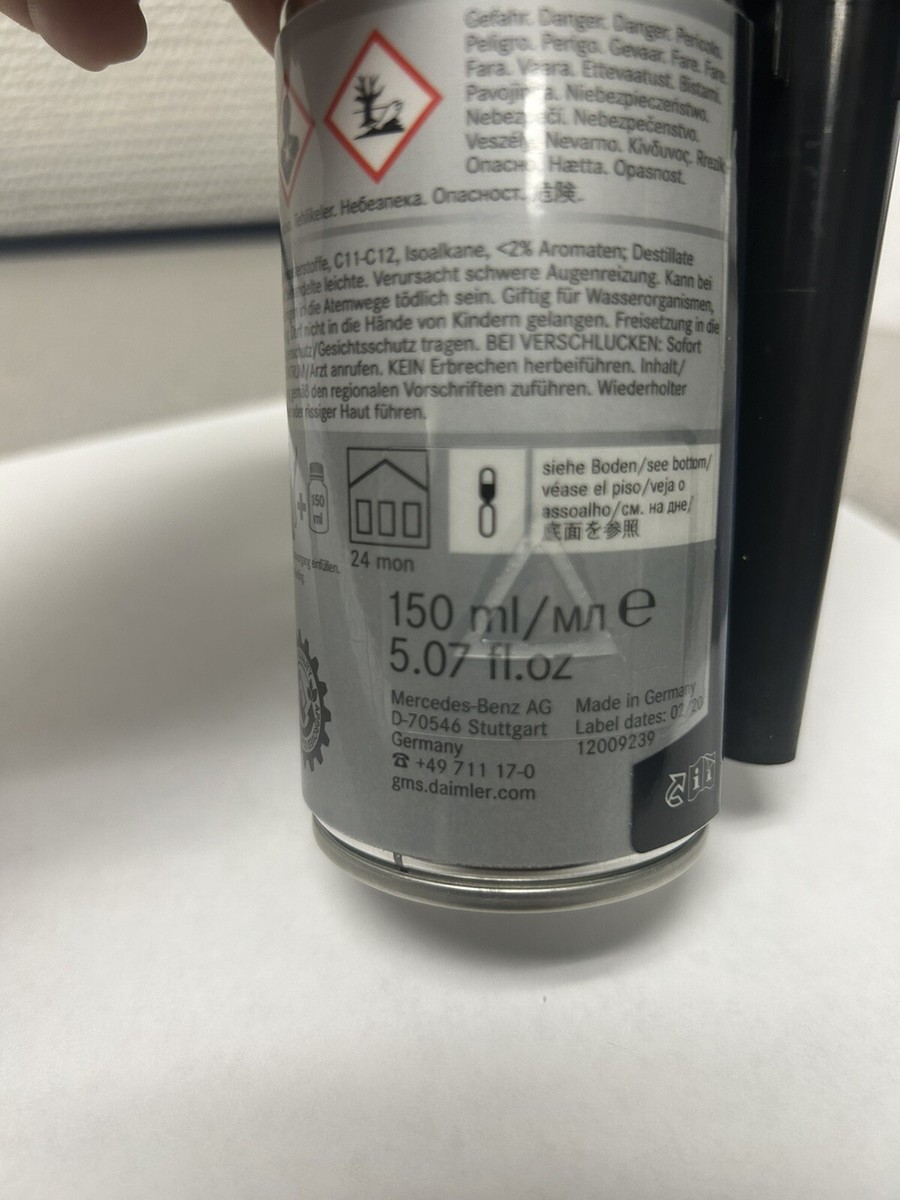 Gefahr. Danger. Danger. Pericolo.
Peligro. Perigo. Gevaar. Fare. Fare.
Fara. Vaara. Ettevaatust. Bīstami.
Niebezpieczeństwo.
Nebezpečí. Nebezpečenstvo.
Veszély. Nevarno. Κίνδυνος.
Опасно. Hætta. Opasnost.
Tehlikeler. Небезпека. Опасност. 危険.
C11-C12, Isoalkane, <2% Aromaten; Destillate
leichte. Verursacht schwere Augenreizung. Kann bei
in die Atemwege tödlich sein. Giftig für Wasserorganismen,
nicht in die Hände von Kindern gelangen. Freisetzung in die
/Gesichtsschutz tragen. BEI VERSCHLUCKEN: Sofort
/Arzt anrufen. KEIN Erbrechen herbeiführen. Inhalt/
den regionalen Vorschriften zuführen. Wiederholter
rissiger Haut führen.
+ 150 ml
siehe Boden/see bottom/
véase el piso/veja o
assoalho/см. на дне/
底面を参照
24 mon
einfüllen.
150 ml/мл e
5.07 fl.oz
Mercedes-Benz AG
D-70546 Stuttgart
Germany
☎ +49 711 17-0
gms.daimler.com
Made in Germany
Label dates: 02/20
12009239